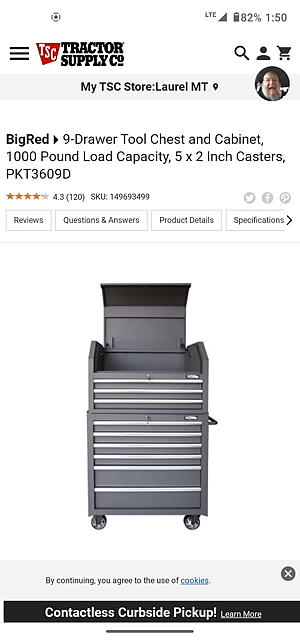 LTE 82% 1:50
TSC TRACTOR
SUPPLY CO
My TSC Store:Laurel MT
BigRed 9-Drawer Tool Chest and Cabinet,
1000 Pound Load Capacity, 5 x 2 Inch Casters,
PKT3609D
4.3 (120) SKU: 149693499
Reviews Questions & Answers Product Details Specifications
By continuing, you agree to the use of cookies.
Contactless Curbside Pickup! Learn More